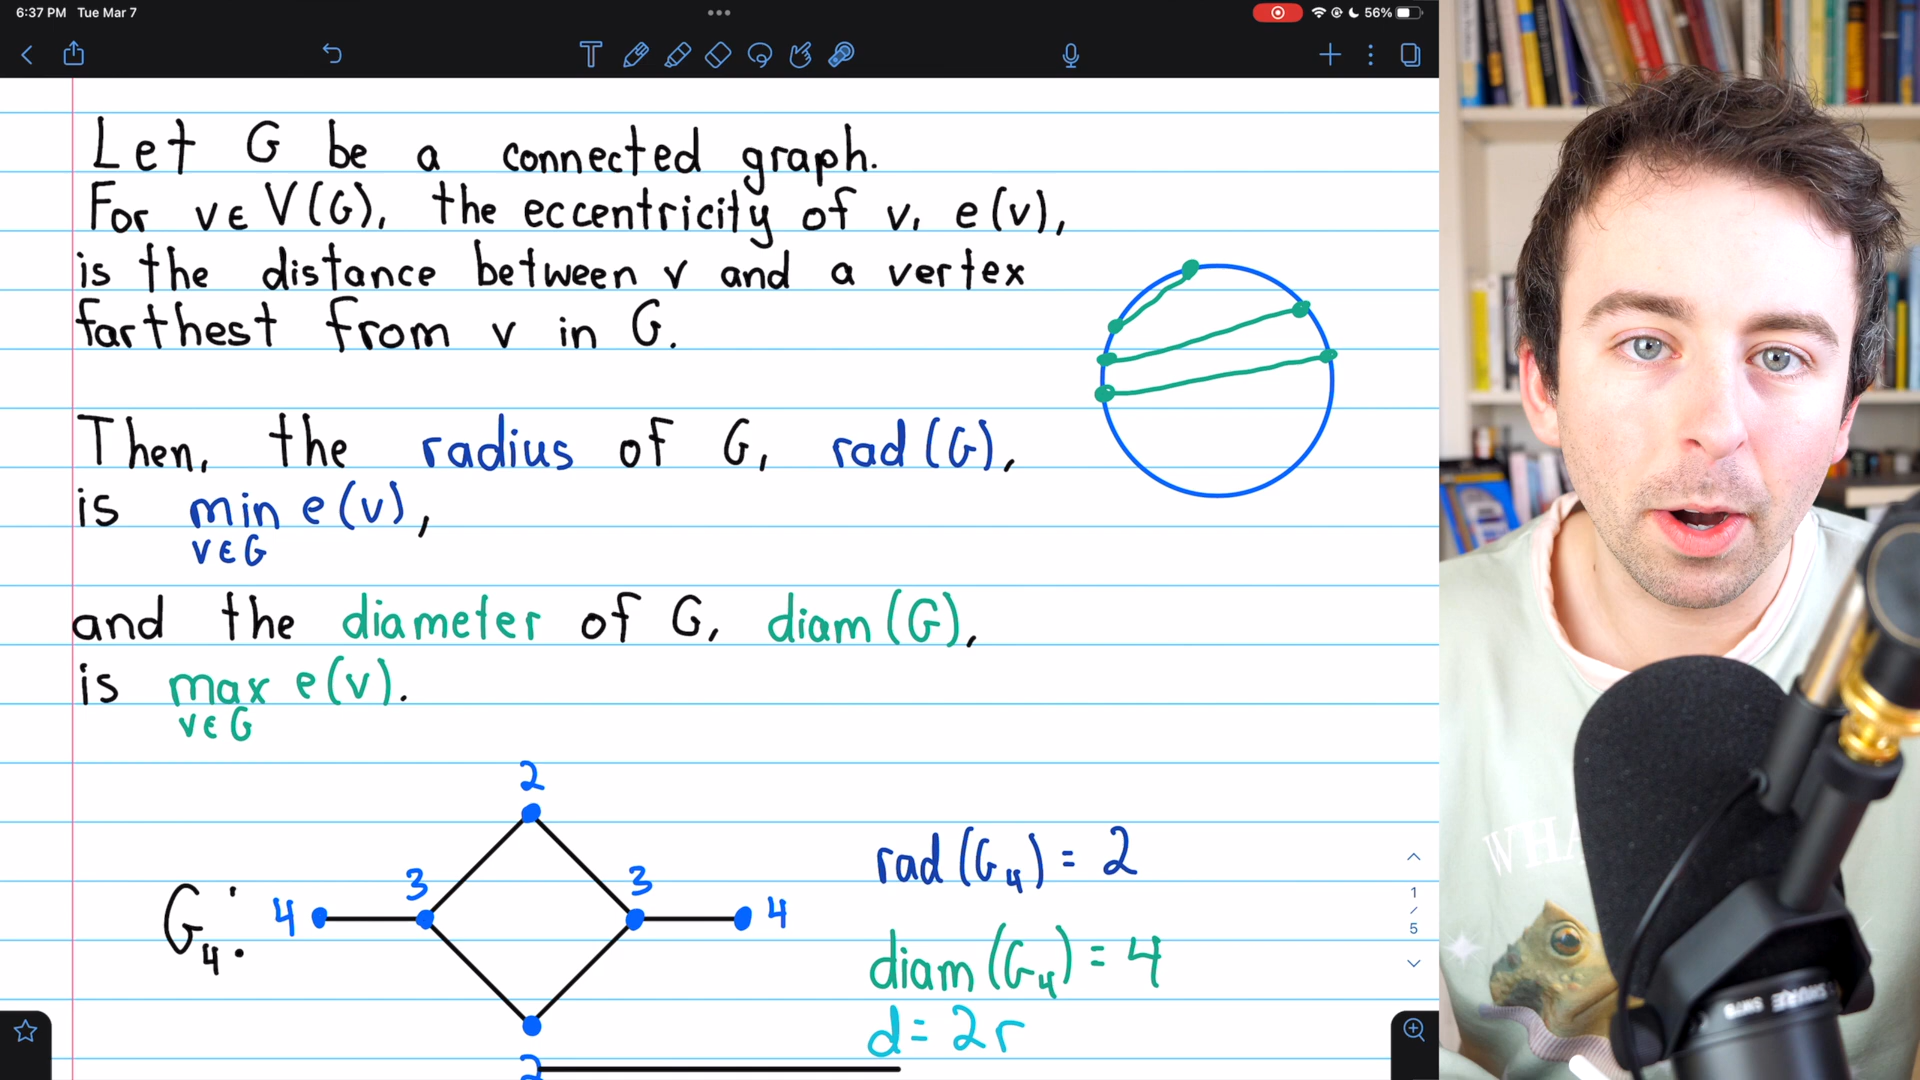 6:37 PM Tue Mar 7
56%
Let G be a connected graph.
For v∈V(G), the eccentricity of v, e(v),
is the distance between v and a vertex
farthest from v in G.
Then, the radius of G, rad(G),
is min e(v),
v∈G
and the diameter of G, diam(G),
is max e(v).
v∈G
2
3 3
G₄: 4 4
2
rad(G₄) = 2
diam(G₄) = 4
d = 2r
1
/
5
WHA